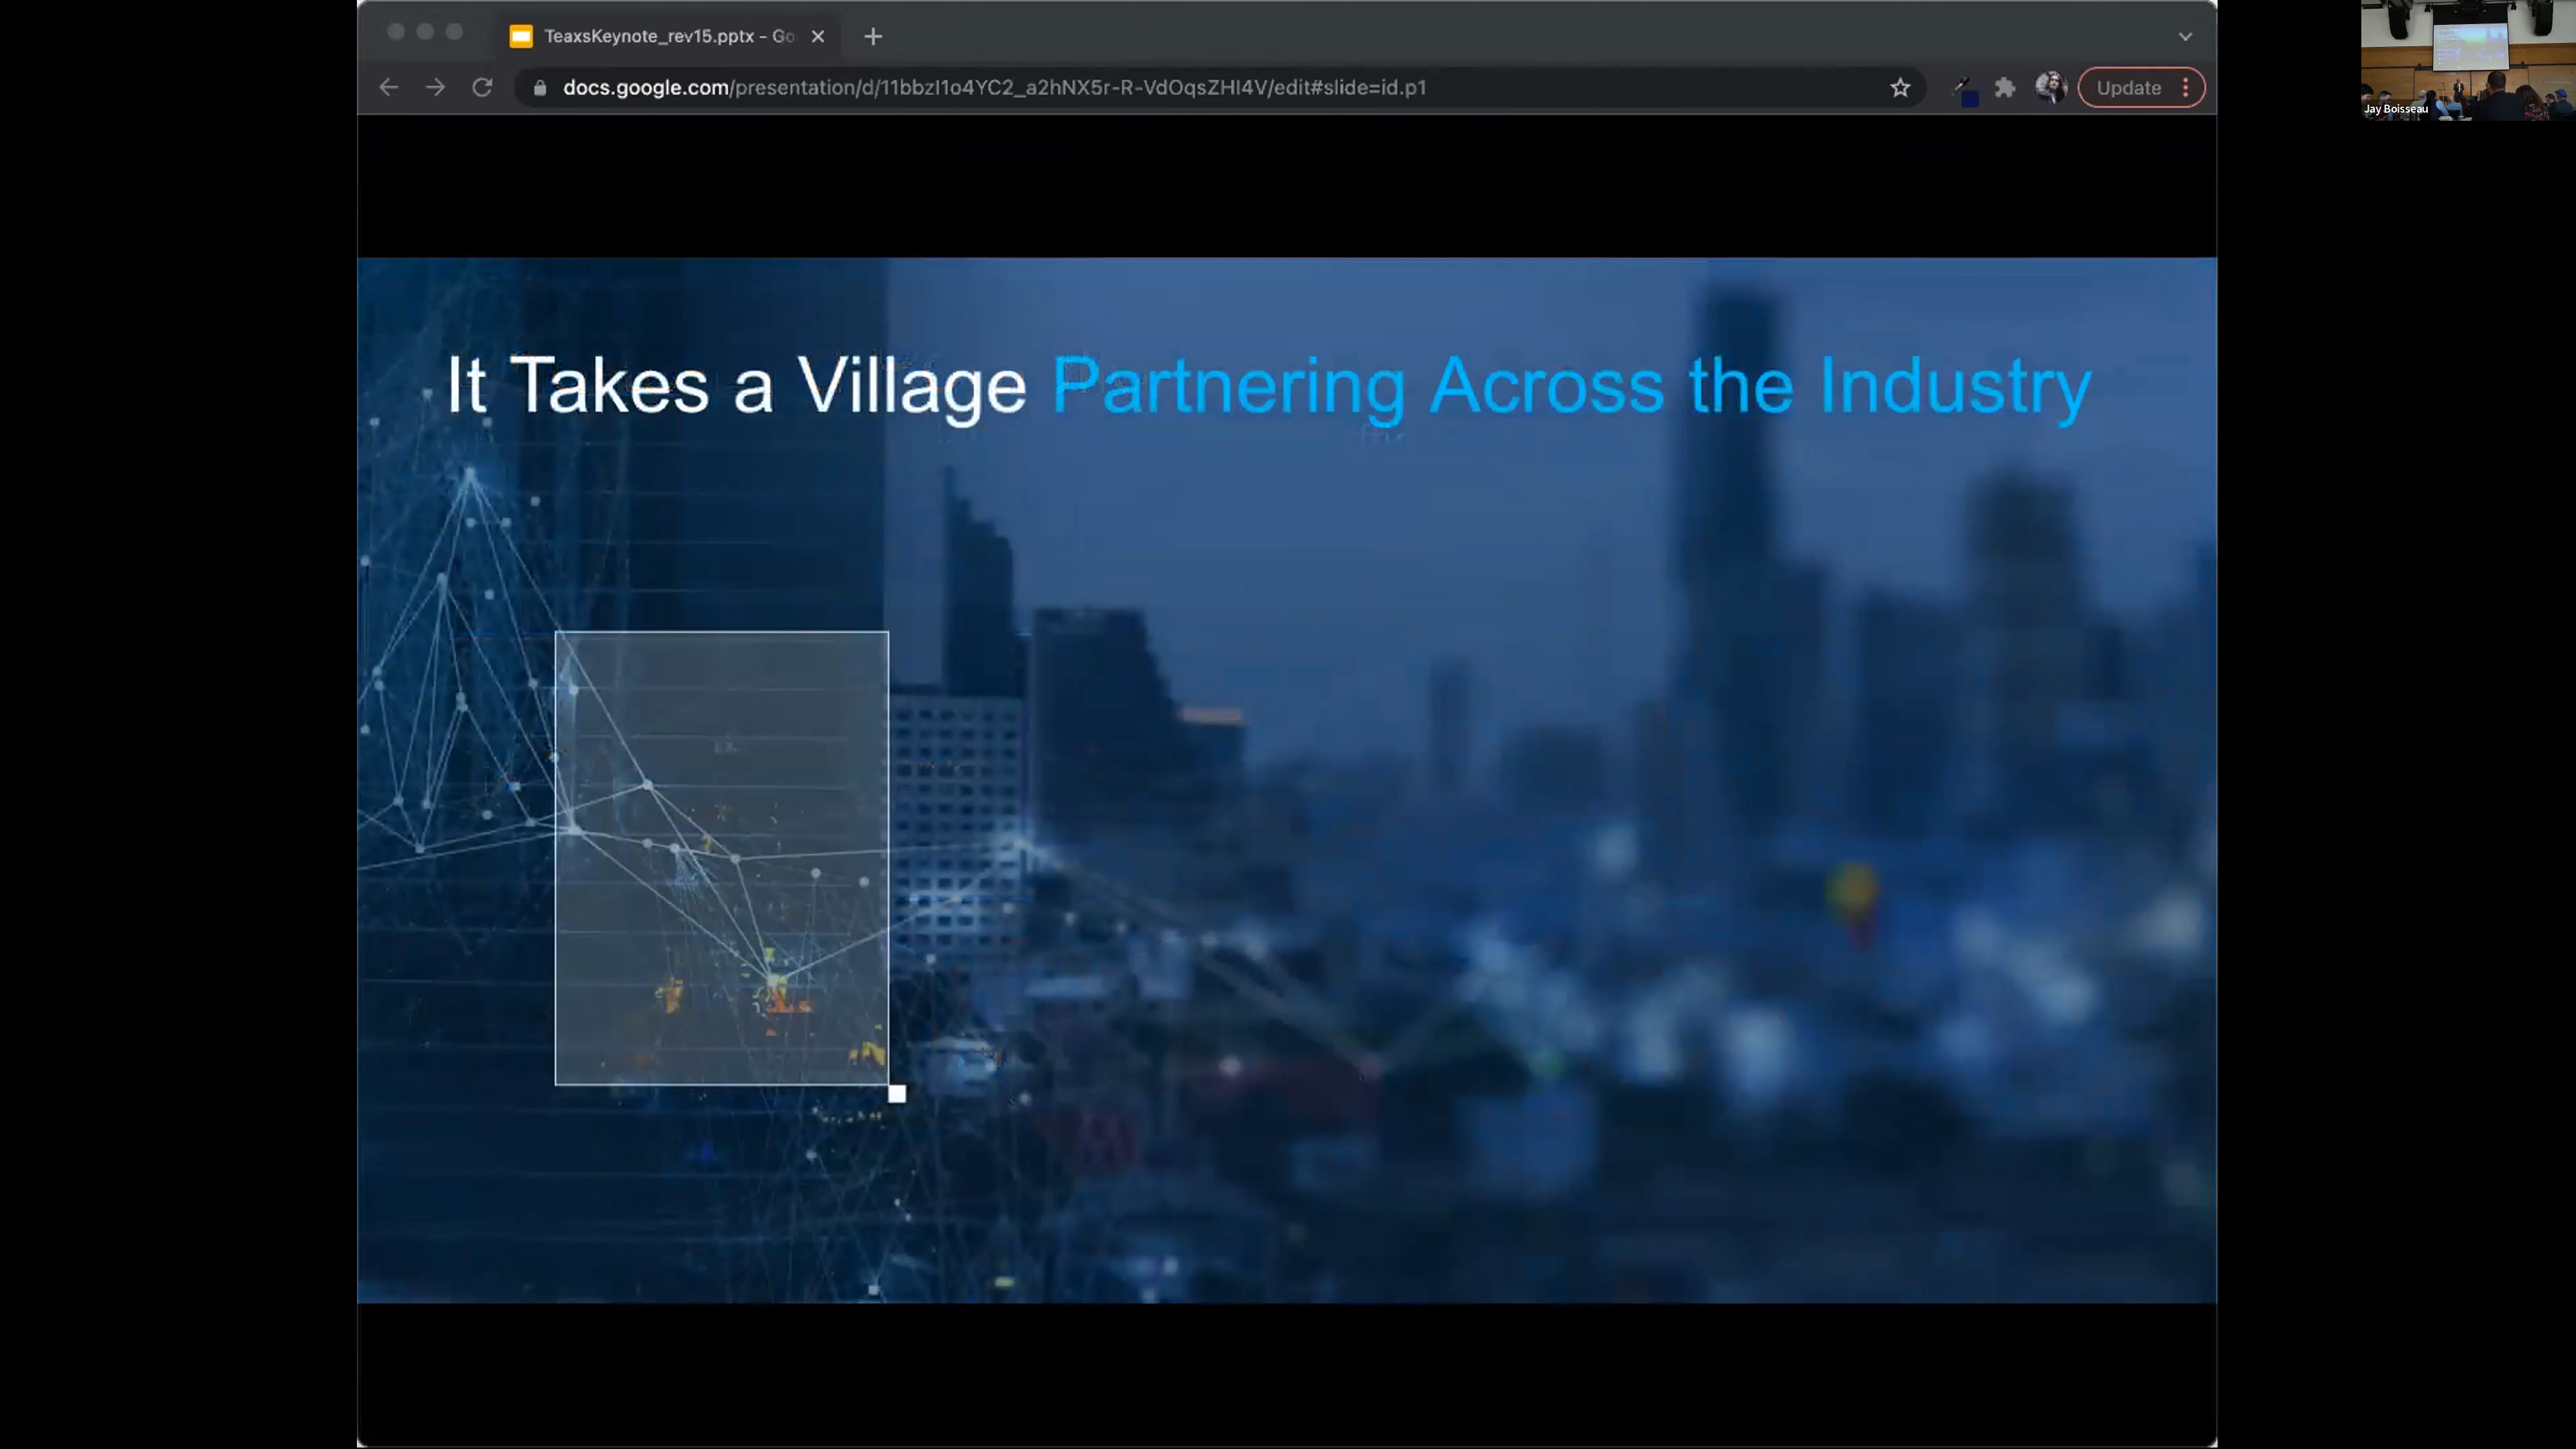 TeaxsKeynote_rev15.pptx - Go
docs.google.com/presentation/d/11bbzI1o4YC2_a2hNX5r-R-VdOqsZHI4V/edit#slide=id.p1
Update
Jay Boisseau
It Takes a Village Partnering Across the Industry